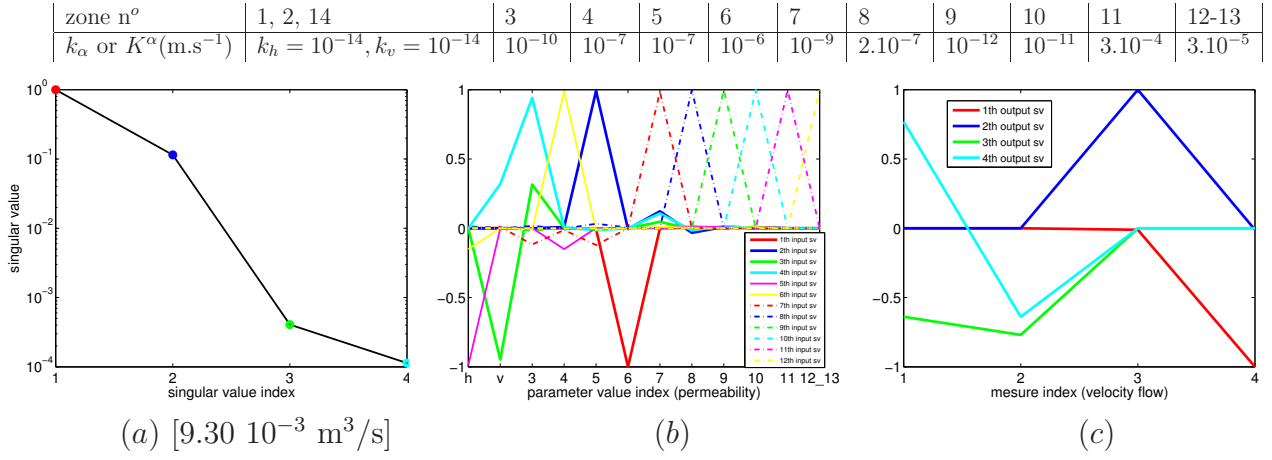 zone nᵒ 1, 2, 14 3 4 5 6 7 8 9 10 11 12-13
kα or Kᵅ(m.s⁻¹) kₕ = 10⁻¹⁴, kᵥ = 10⁻¹⁴ 10⁻¹⁰ 10⁻⁷ 10⁻⁷ 10⁻⁶ 10⁻⁹ 2.10⁻⁷ 10⁻¹² 10⁻¹¹ 3.10⁻⁴ 3.10⁻⁵
10⁰
10⁻¹
10⁻²
10⁻³
10⁻⁴
singular value
1 2 3 4
singular value index
(a) [9.30 10⁻³ m³/s]
1
0.5
0
−0.5
−1
1th input sv
2th input sv
3th input sv
4th input sv
5th input sv
6th input sv
7th input sv
8th input sv
9th input sv
10th input sv
11th input sv
12th input sv
h v 3 4 5 6 7 8 9 10 11 12_13
parameter value index (permeability)
(b)
1
0.5
0
−0.5
−1
1th output sv
2th output sv
3th output sv
4th output sv
1 2 3 4
mesure index (velocity flow)
(c)